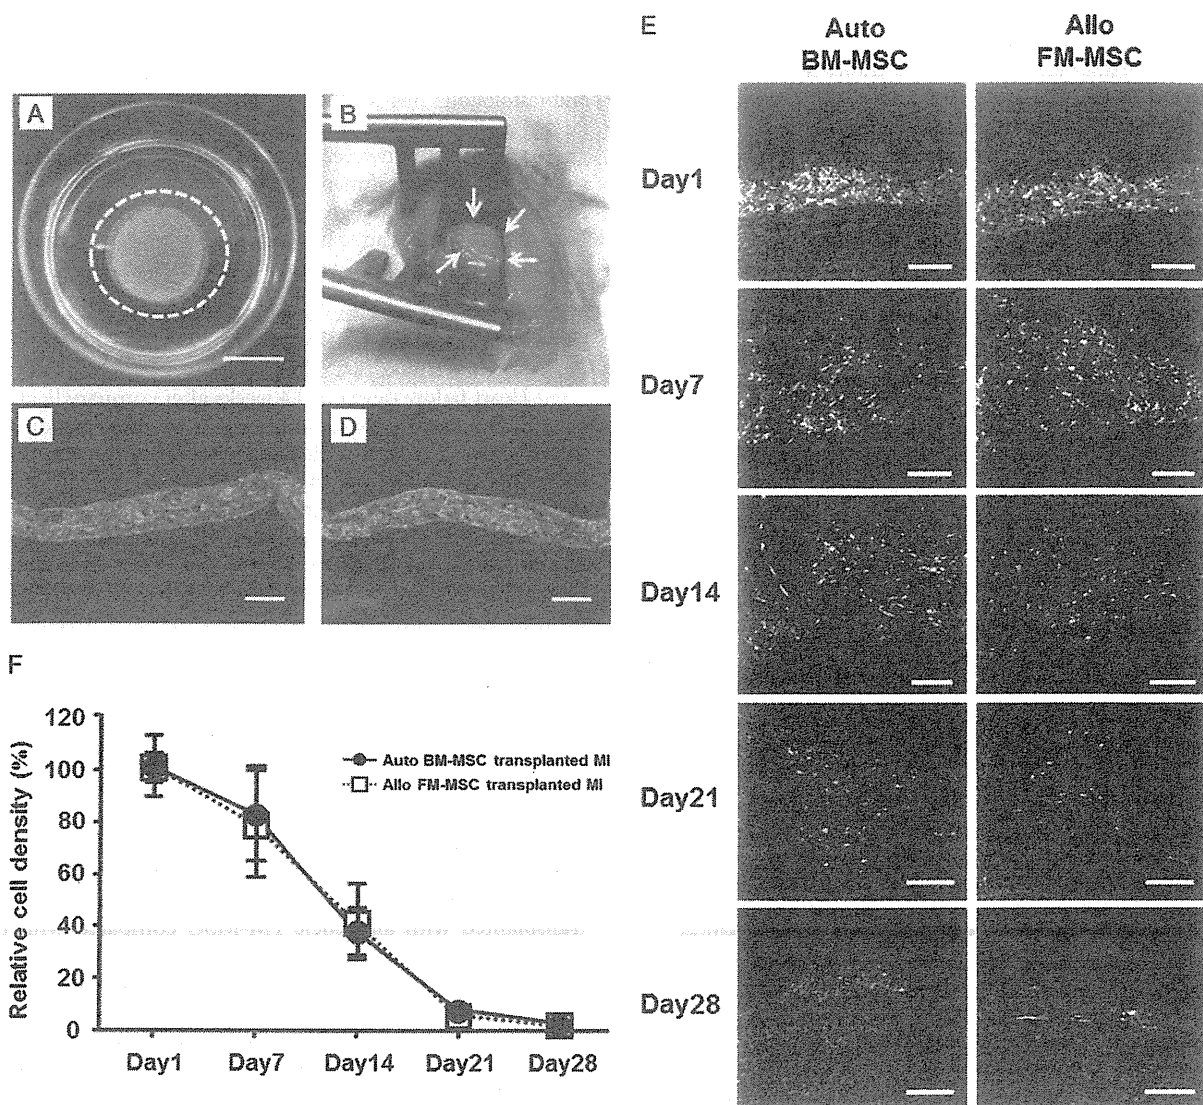 E
Auto
BM-MSC
Allo
FM-MSC
A
B
Day1
Day7
C
D
Day14
F
120
100
80
60
40
20
0
Relative cell density (%)
Auto BM-MSC transplanted MI
Allo FM-MSC transplanted MI
Day1
Day7
Day14
Day21
Day28
Day21
Day28